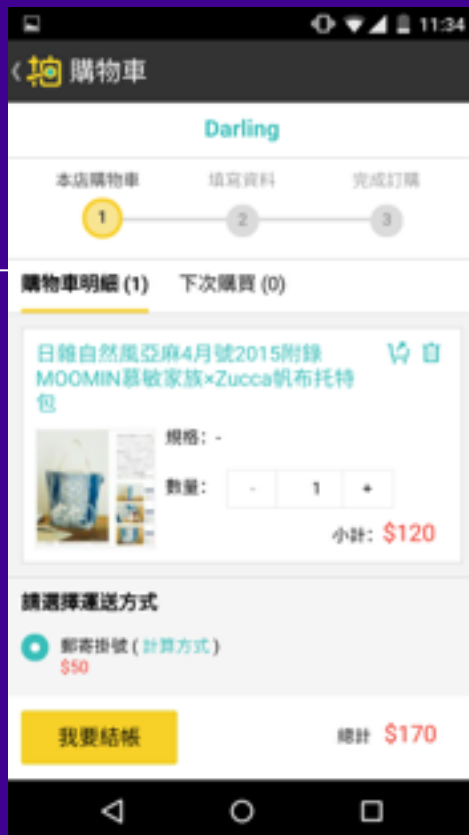 11:34
購物車
Darling
本店購物車
填寫資料
完成訂購
1
2
3
購物車明細 (1)
下次購買 (0)
日雜自然風亞麻4月號2015附錄
MOOMIN慕敏家族×Zucca帆布托特
包
規格: -
數量: - 1 +
小計: $120
請選擇運送方式
郵寄掛號 (計算方式)
$50
我要結帳
總計 $170